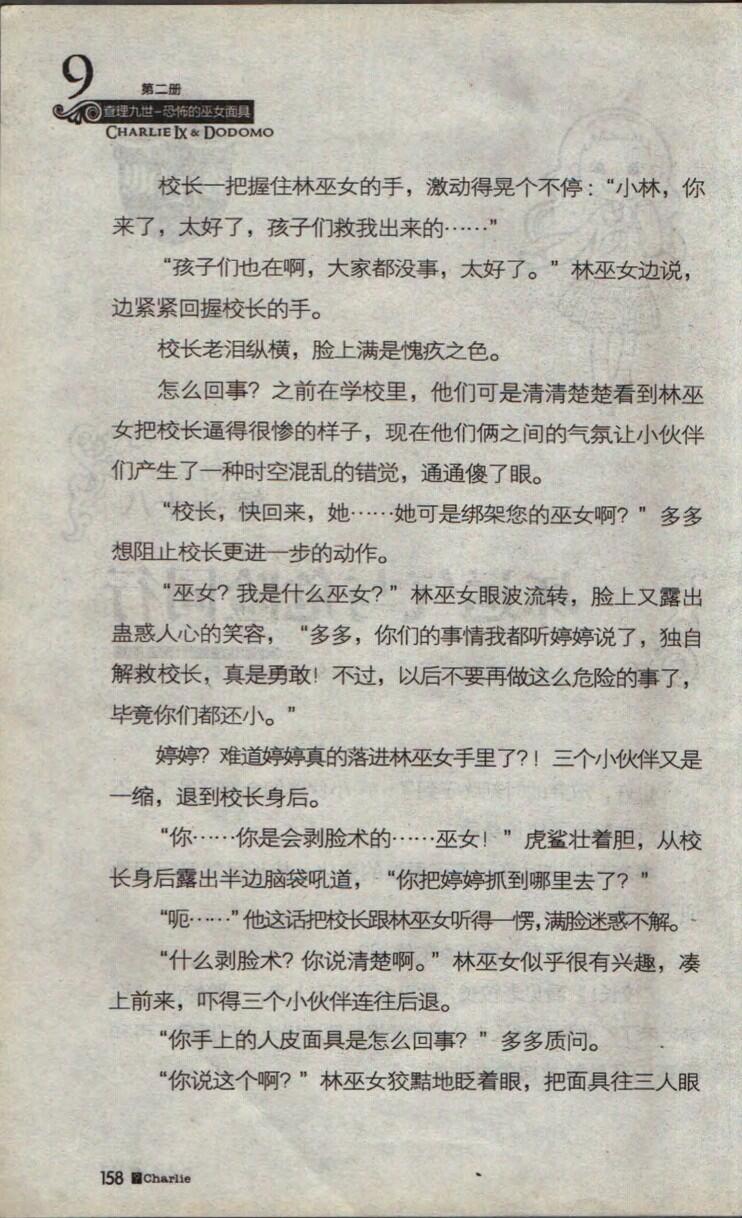 9
第二册
查理九世-恐怖的巫女面具
CHARLIE IX & DODOMO
校长一把握住林巫女的手，激动得晃个不停：“小林，你
来了，太好了，孩子们救我出来的……”
“孩子们也在啊，大家都没事，太好了。”林巫女边说，
边紧紧回握校长的手。
校长老泪纵横，脸上满是愧疚之色。
怎么回事？之前在学校里，他们可是清清楚楚看到林巫
女把校长逼得很惨的样子，现在他们俩之间的气氛让小伙伴
们产生了一种时空混乱的错觉，通通傻了眼。
“校长，快回来，她……她可是绑架您的巫女啊？”多多
想阻止校长更进一步的动作。
“巫女？我是什么巫女？”林巫女眼波流转，脸上又露出
蛊惑人心的笑容，“多多，你们的事情我都听婷婷说了，独自
解救校长，真是勇敢！不过，以后不要再做这么危险的事了，
毕竟你们都还小。”
婷婷？难道婷婷真的落进林巫女手里了？！三个小伙伴又是
一缩，退到校长身后。
“你……你是会剥脸术的……巫女！”虎鲨壮着胆，从校
长身后露出半边脑袋吼道，“你把婷婷抓到哪里去了？”
“呃……”他这话把校长跟林巫女听得一愣，满脸迷惑不解。
“什么剥脸术？你说清楚啊。”林巫女似乎很有兴趣，凑
上前来，吓得三个小伙伴连往后退。
“你手上的人皮面具是怎么回事？”多多质问。
“你说这个啊？”林巫女狡黠地眨着眼，把面具往三人眼
158 Charlie